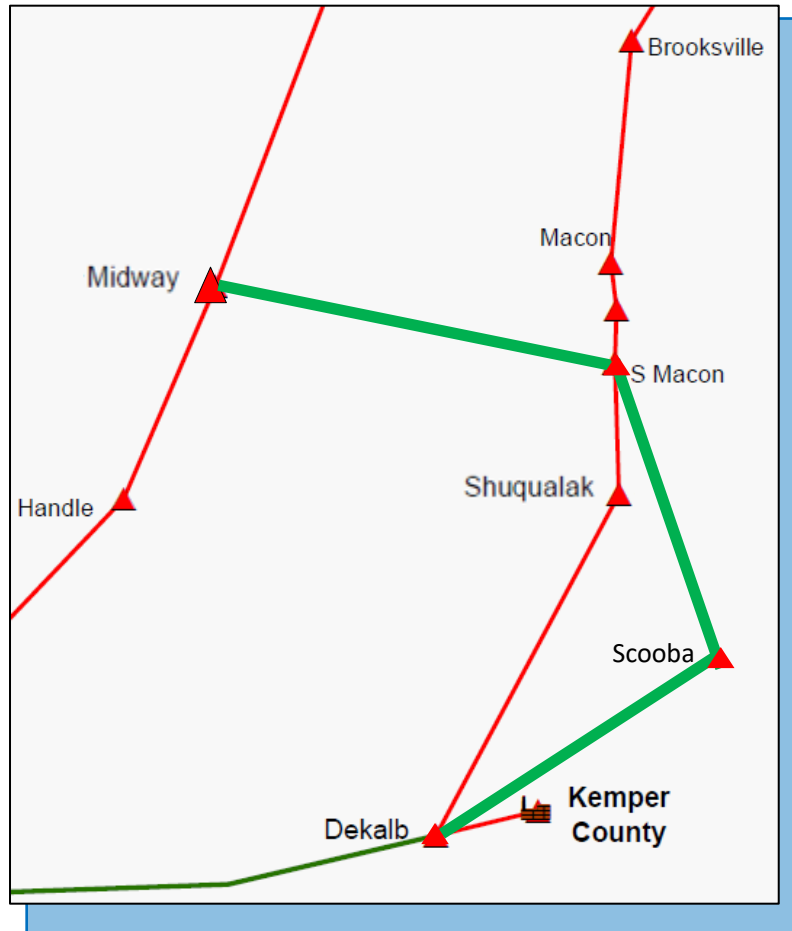 Brooksville
Macon
Midway
S Macon
Shuqualak
Handle
Scooba
Kemper
County
Dekalb